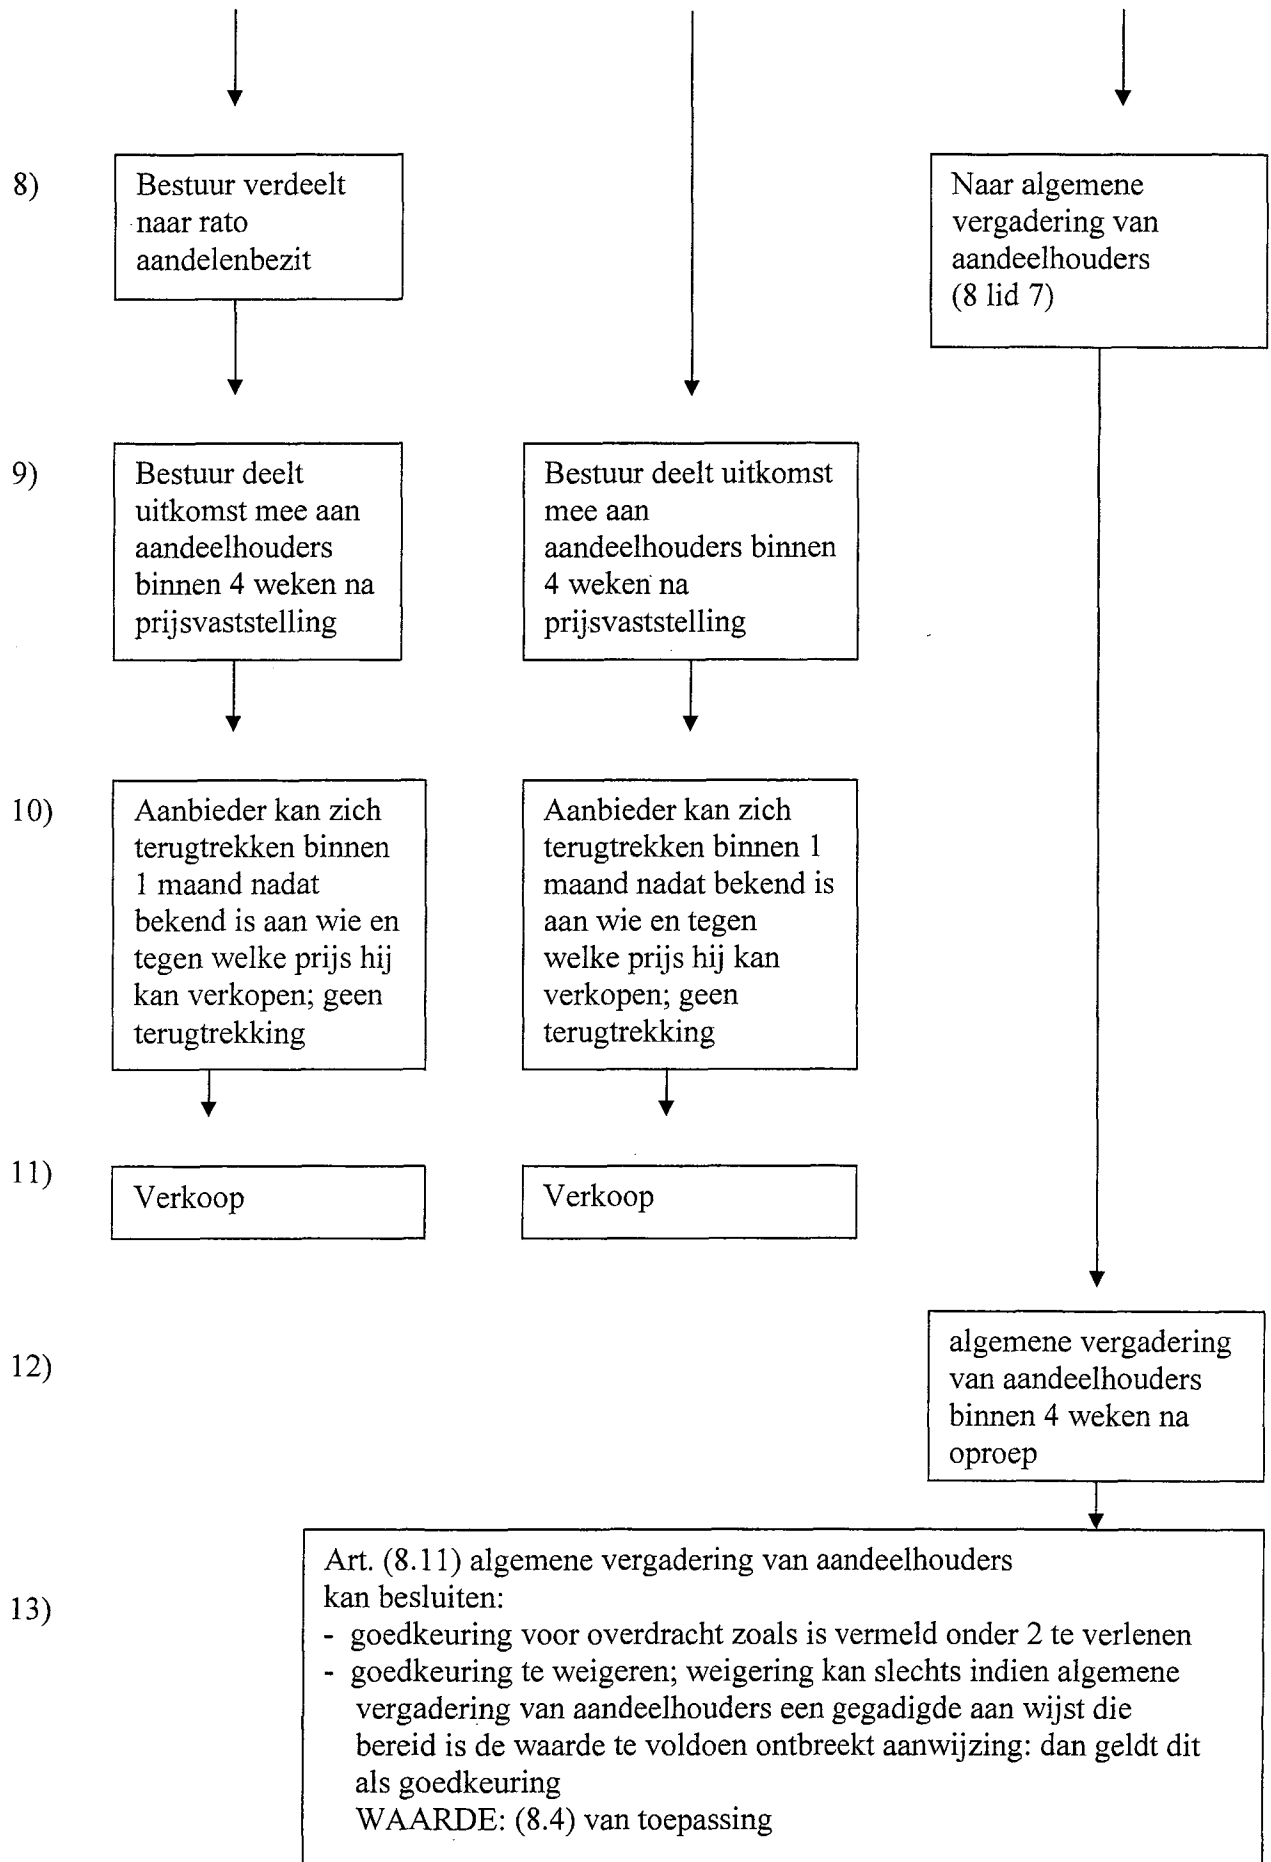 8)
Bestuur verdeelt
naar rato
aandelenbezit
Naar algemene
vergadering van
aandeelhouders
(8 lid 7)
9)
Bestuur deelt
uitkomst mee aan
aandeelhouders
binnen 4 weken na
prijsvaststelling
Bestuur deelt uitkomst
mee aan
aandeelhouders binnen
4 weken na
prijsvaststelling
10)
Aanbieder kan zich
terugtrekken binnen
1 maand nadat
bekend is aan wie en
tegen welke prijs hij
kan verkopen; geen
terugtrekking
Aanbieder kan zich
terugtrekken binnen 1
maand nadat bekend is
aan wie en tegen
welke prijs hij kan
verkopen; geen
terugtrekking
11)
Verkoop
Verkoop
12)
algemene vergadering
van aandeelhouders
binnen 4 weken na
oproep
13)
Art. (8.11) algemene vergadering van aandeelhouders
kan besluiten:
- goedkeuring voor overdracht zoals is vermeld onder 2 te verlenen
- goedkeuring te weigeren; weigering kan slechts indien algemene
vergadering van aandeelhouders een gegadigde aan wijst die
bereid is de waarde te voldoen ontbreekt aanwijzing: dan geldt dit
als goedkeuring
WAARDE: (8.4) van toepassing